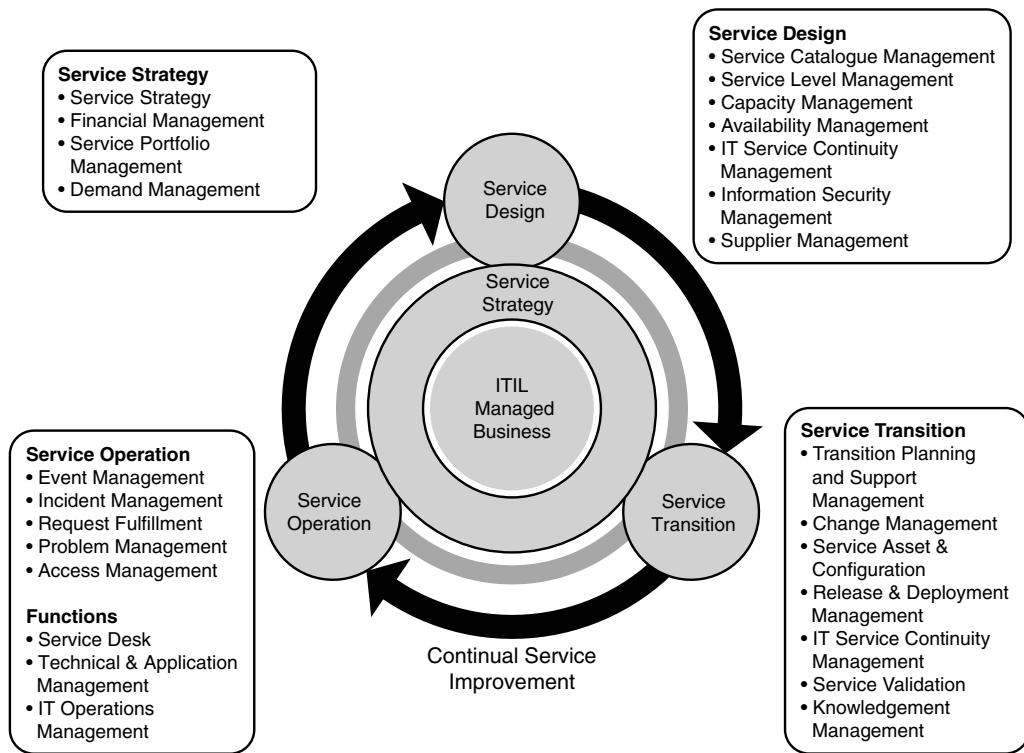 Service Strategy
• Service Strategy
• Financial Management
• Service Portfolio
Management
• Demand Management
Service Design
• Service Catalogue Management
• Service Level Management
• Capacity Management
• Availability Management
• IT Service Continuity
Management
• Information Security
Management
• Supplier Management
Service
Design
Service
Strategy
ITIL
Managed
Business
Service
Operation
Service
Transition
Continual Service
Improvement
Service Operation
• Event Management
• Incident Management
• Request Fulfillment
• Problem Management
• Access Management
Functions
• Service Desk
• Technical & Application
Management
• IT Operations
Management
Service Transition
• Transition Planning
and Support
Management
• Change Management
• Service Asset &
Configuration
• Release & Deployment
Management
• IT Service Continuity
Management
• Service Validation
• Knowledgement
Management